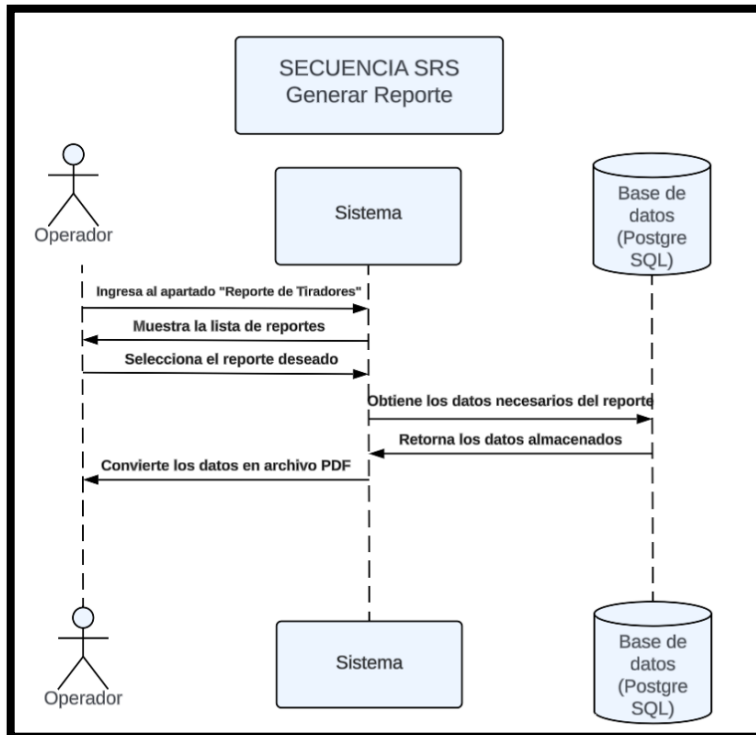 SECUENCIA SRS
Generar Reporte
Operador
Sistema
Base de
datos
(Postgre
SQL)
Ingresa al apartado "Reporte de Tiradores"
Muestra la lista de reportes
Selecciona el reporte deseado
Obtiene los datos necesarios del reporte
Retorna los datos almacenados
Convierte los datos en archivo PDF
Operador
Sistema
Base de
datos
(Postgre
SQL)